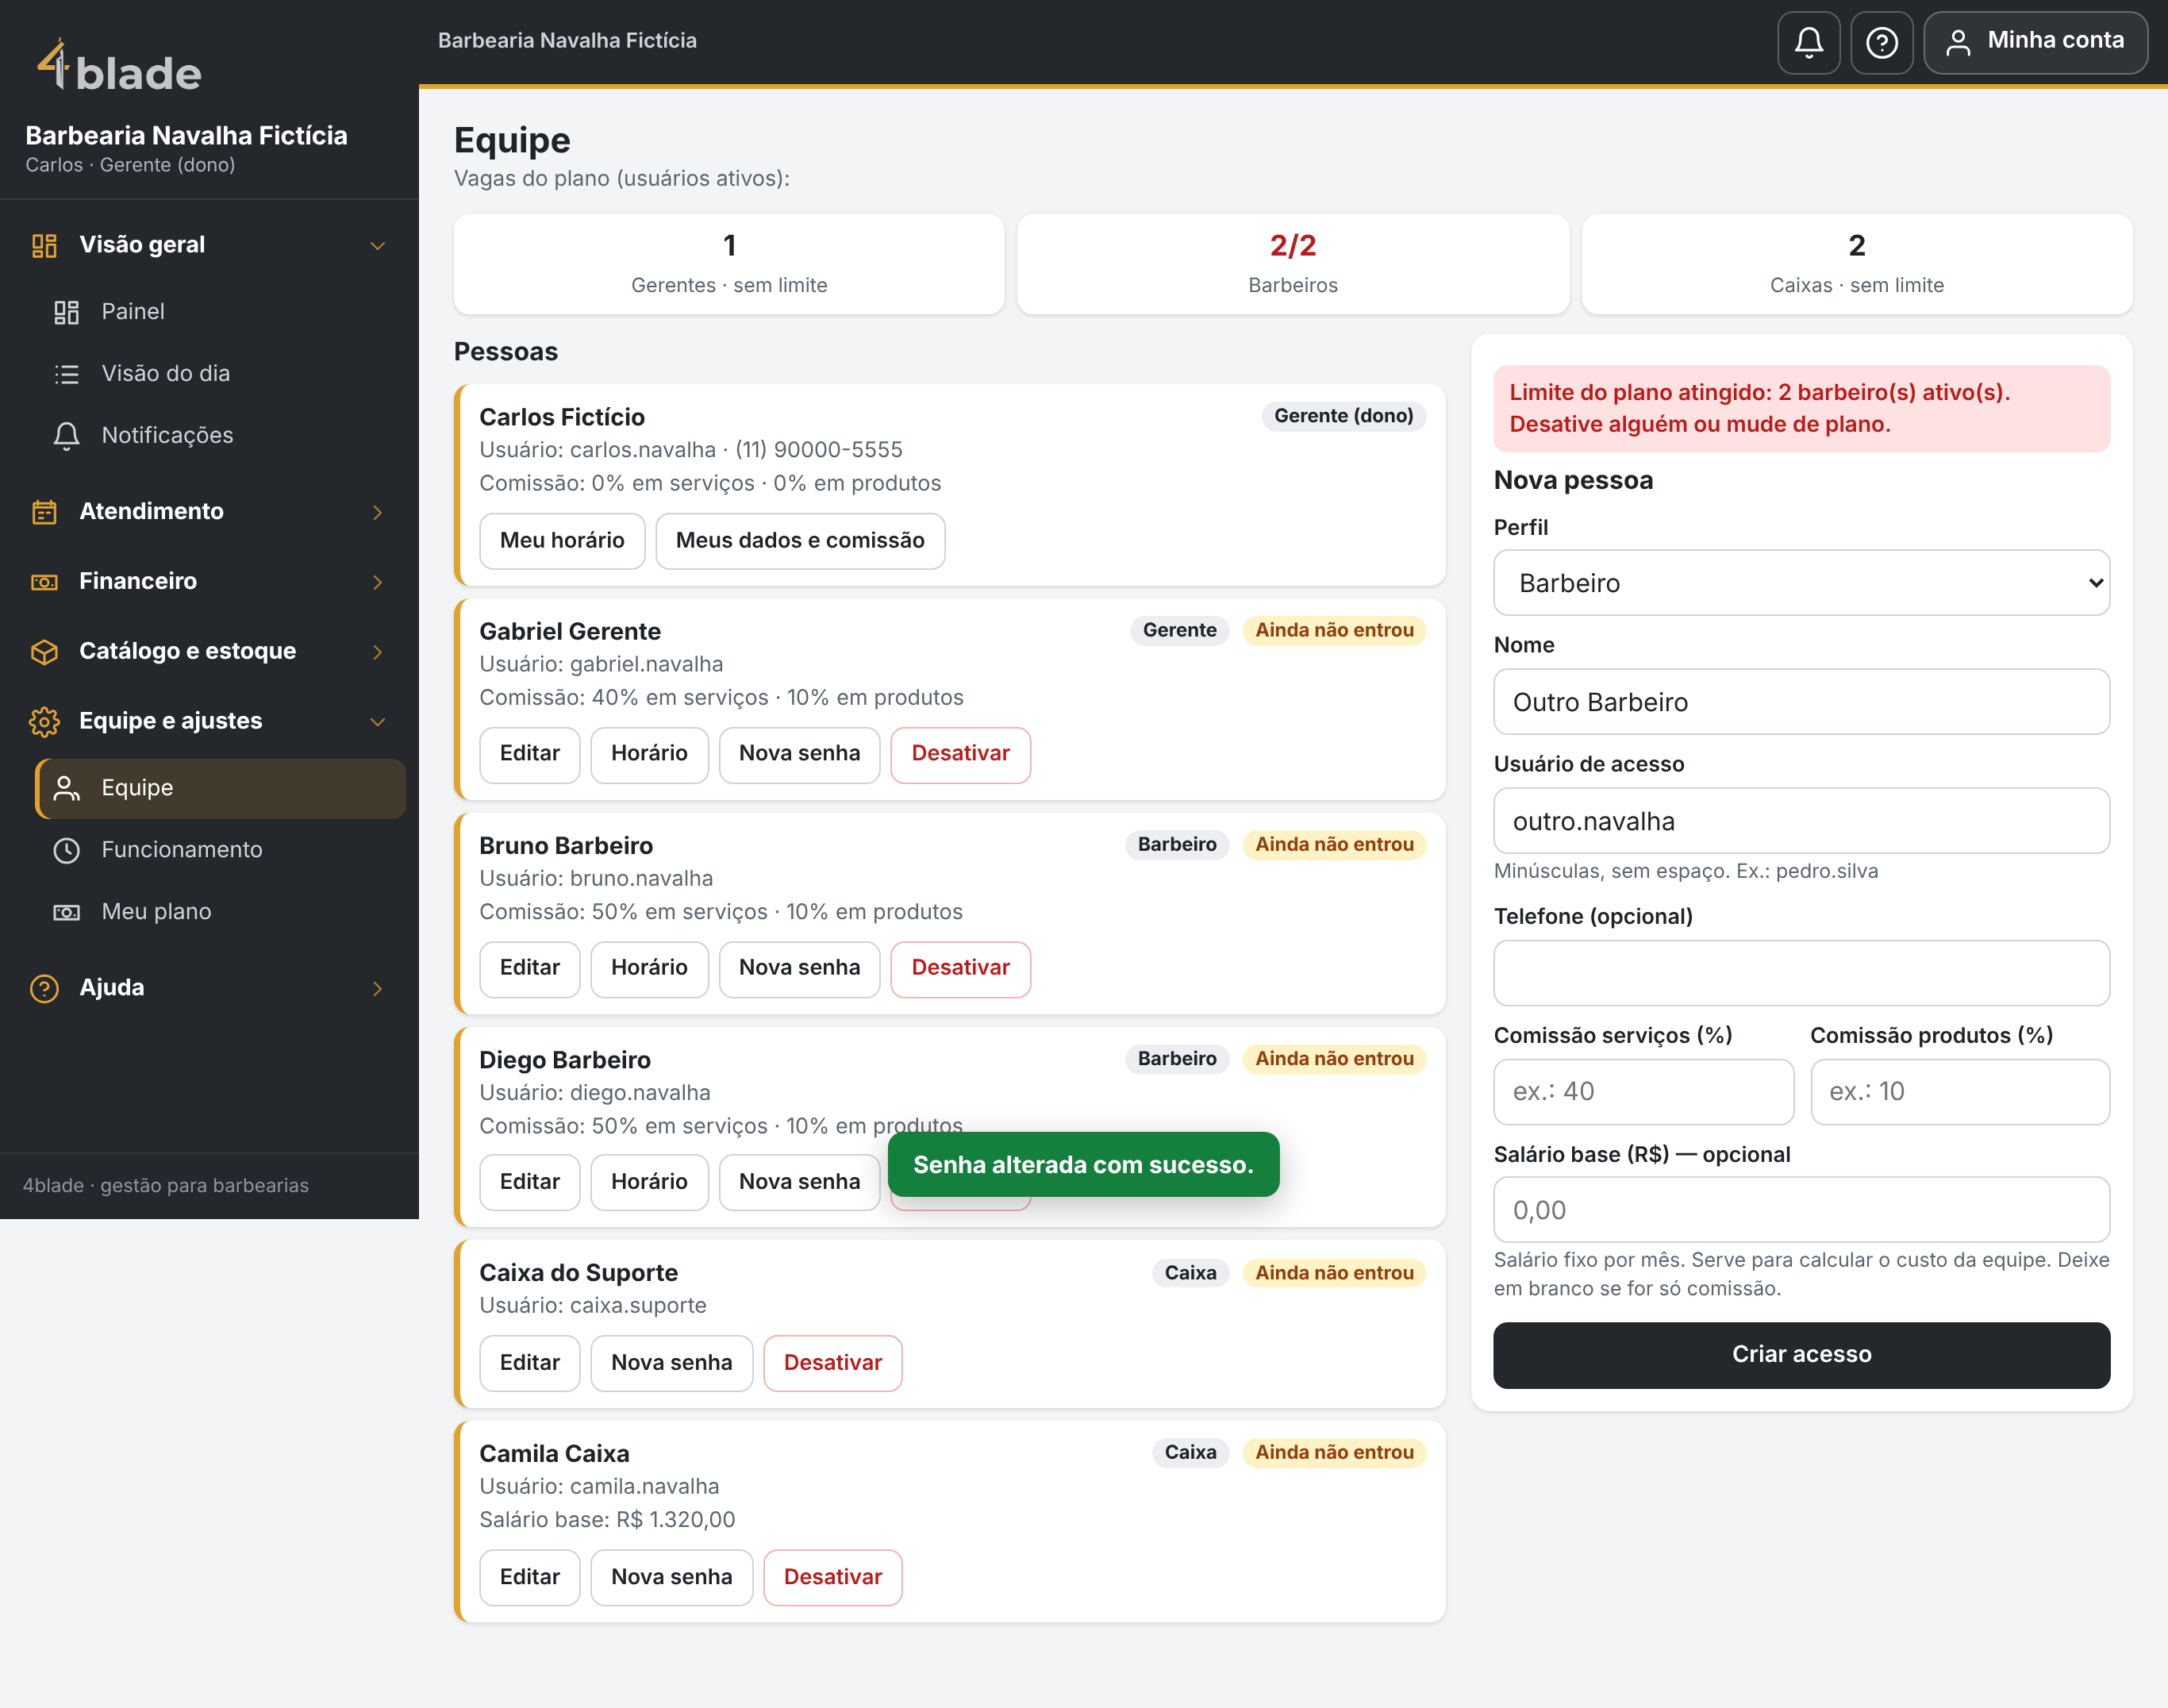 4blade
Barbearia Navalha Fictícia
Carlos · Gerente (dono)
Visão geral
Painel
Visão do dia
Notificações
Atendimento
Financeiro
Catálogo e estoque
Equipe e ajustes
Equipe
Funcionamento
Meu plano
Ajuda
4blade · gestão para barbearias
Barbearia Navalha Fictícia
Minha conta
Equipe
Vagas do plano (usuários ativos):
1
Gerentes · sem limite
2/2
Barbeiros
2
Caixas · sem limite
Pessoas
Carlos Fictício
Gerente (dono)
Usuário: carlos.navalha · (11) 90000-5555
Comissão: 0% em serviços · 0% em produtos
Meu horário
Meus dados e comissão
Gabriel Gerente
Gerente
Ainda não entrou
Usuário: gabriel.navalha
Comissão: 40% em serviços · 10% em produtos
Editar
Horário
Nova senha
Desativar
Bruno Barbeiro
Barbeiro
Ainda não entrou
Usuário: bruno.navalha
Comissão: 50% em serviços · 10% em produtos
Editar
Horário
Nova senha
Desativar
Diego Barbeiro
Barbeiro
Ainda não entrou
Usuário: diego.navalha
Comissão: 50% em serviços · 10% em produtos
Editar
Horário
Nova senha
Senha alterada com sucesso.
Caixa do Suporte
Caixa
Ainda não entrou
Usuário: caixa.suporte
Editar
Nova senha
Desativar
Camila Caixa
Caixa
Ainda não entrou
Usuário: camila.navalha
Salário base: R$ 1.320,00
Editar
Nova senha
Desativar
Limite do plano atingido: 2 barbeiro(s) ativo(s).
Desative alguém ou mude de plano.
Nova pessoa
Perfil
Barbeiro
Nome
Outro Barbeiro
Usuário de acesso
outro.navalha
Minúsculas, sem espaço. Ex.: pedro.silva
Telefone (opcional)
Comissão serviços (%)
Comissão produtos (%)
ex.: 40
ex.: 10
Salário base (R$) — opcional
0,00
Salário fixo por mês. Serve para calcular o custo da equipe. Deixe
em branco se for só comissão.
Criar acesso